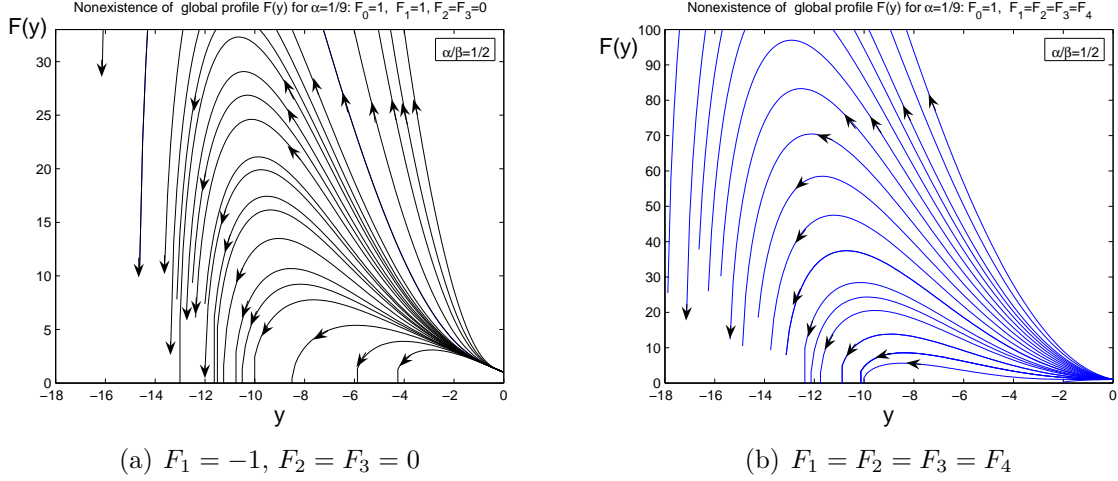 Nonexistence of global profile F(y) for α=1/9: F₀=1, F₁=1, F₂=F₃=0
F(y)
α/β=1/2
30
25
20
15
10
5
0
−18 −16 −14 −12 −10 −8 −6 −4 −2 0
y
(a) F₁ = −1, F₂ = F₃ = 0
Nonexistence of global profile F(y) for α=1/9: F₀=1, F₁=F₂=F₃=F₄
F(y)
α/β=1/2
100
90
80
70
60
50
40
30
20
10
0
−18 −16 −14 −12 −10 −8 −6 −4 −2 0
y
(b) F₁ = F₂ = F₃ = F₄